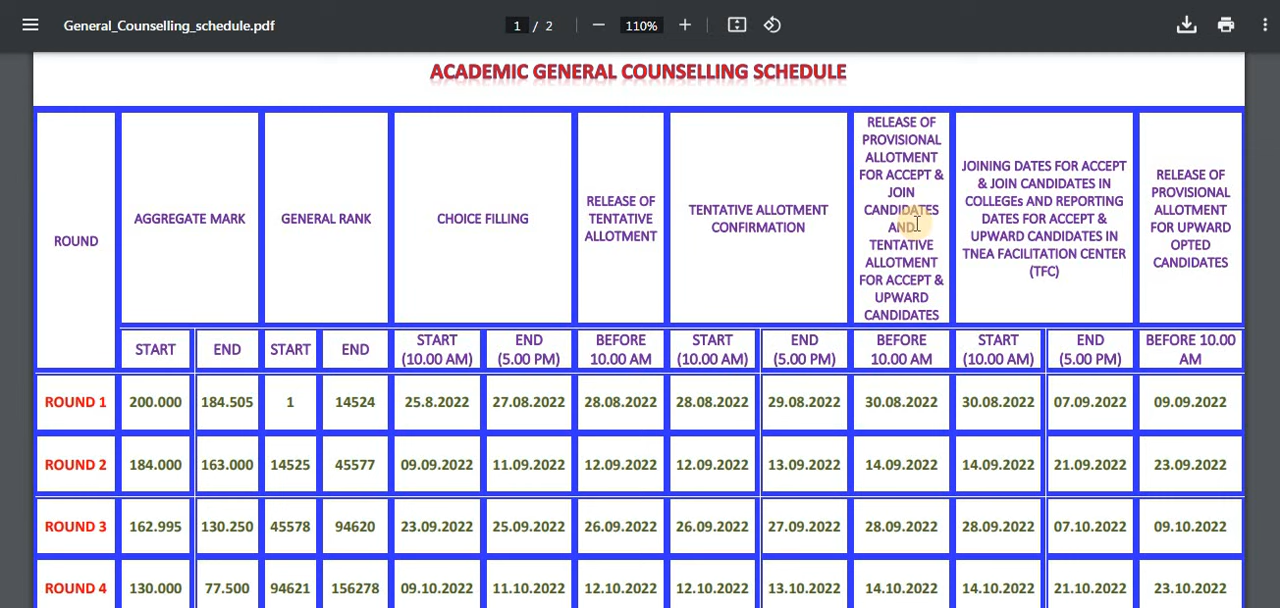 General_Counselling_schedule.pdf
1 / 2
110%
ACADEMIC GENERAL COUNSELLING SCHEDULE
ROUND
AGGREGATE MARK
GENERAL RANK
CHOICE FILLING
RELEASE OF
TENTATIVE
ALLOTMENT
TENTATIVE ALLOTMENT
CONFIRMATION
RELEASE OF
PROVISIONAL
ALLOTMENT
FOR ACCEPT &
JOIN
CANDIDATES
AND
TENTATIVE
ALLOTMENT
FOR ACCEPT &
UPWARD
CANDIDATES
JOINING DATES FOR ACCEPT
& JOIN CANDIDATES IN
COLLEGEs AND REPORTING
DATES FOR ACCEPT &
UPWARD CANDIDATES IN
TNEA FACILITATION CENTER
(TFC)
RELEASE OF
PROVISIONAL
ALLOTMENT
FOR UPWARD
OPTED
CANDIDATES
START
END
START
END
START
(10.00 AM)
END
(5.00 PM)
BEFORE
10.00 AM
START
(10.00 AM)
END
(5.00 PM)
BEFORE
10.00 AM
START
(10.00 AM)
END
(5.00 PM)
BEFORE 10.00
AM
ROUND 1 200.000 184.505 1 14524 25.8.2022 27.08.2022 28.08.2022 28.08.2022 29.08.2022 30.08.2022 30.08.2022 07.09.2022 09.09.2022
ROUND 2 184.000 163.000 14525 45577 09.09.2022 11.09.2022 12.09.2022 12.09.2022 13.09.2022 14.09.2022 14.09.2022 21.09.2022 23.09.2022
ROUND 3 162.995 130.250 45578 94620 23.09.2022 25.09.2022 26.09.2022 26.09.2022 27.09.2022 28.09.2022 28.09.2022 07.10.2022 09.10.2022
ROUND 4 130.000 77.500 94621 156278 09.10.2022 11.10.2022 12.10.2022 12.10.2022 13.10.2022 14.10.2022 14.10.2022 21.10.2022 23.10.2022